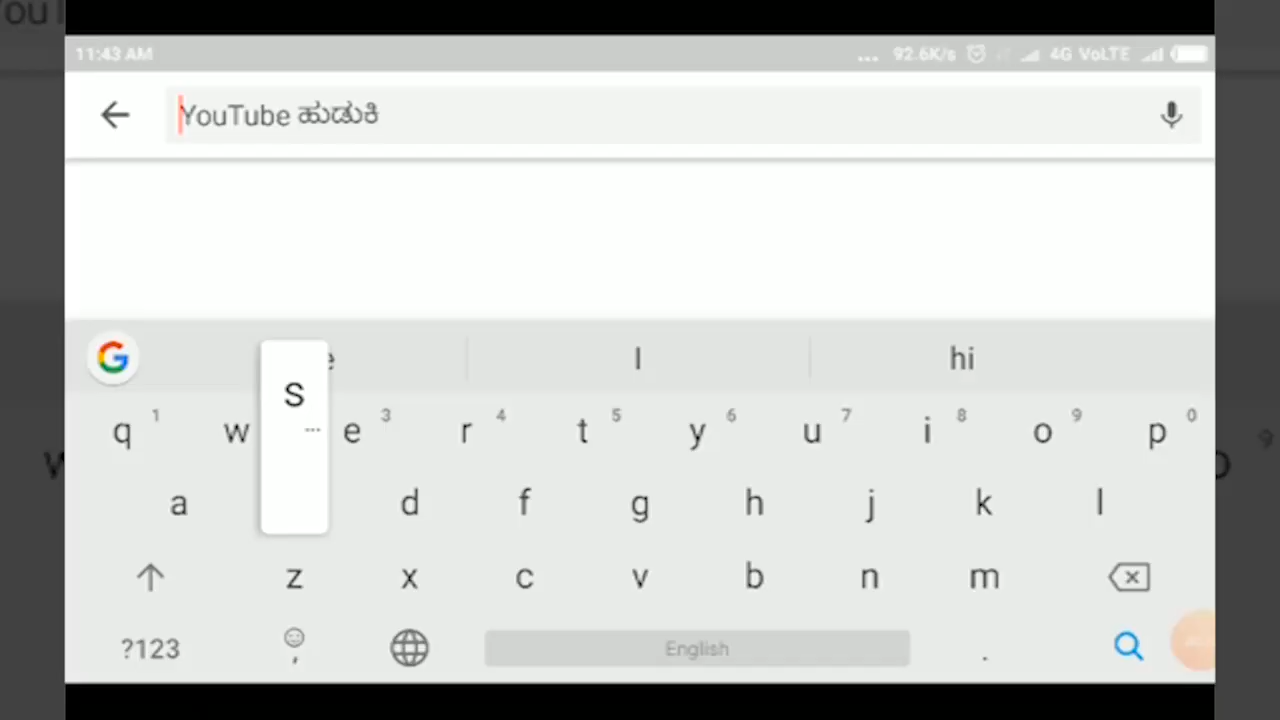 11:43 AM ... 92.6K/s 4G VoLTE
YouTube ಹುಡುಕಿ
I hi
q 1 w e 3 r 4 t 5 y 6 u 7 i 8 o 9 p 0
S ...
a d f g h j k l
z x c v b n m
?123 , English .